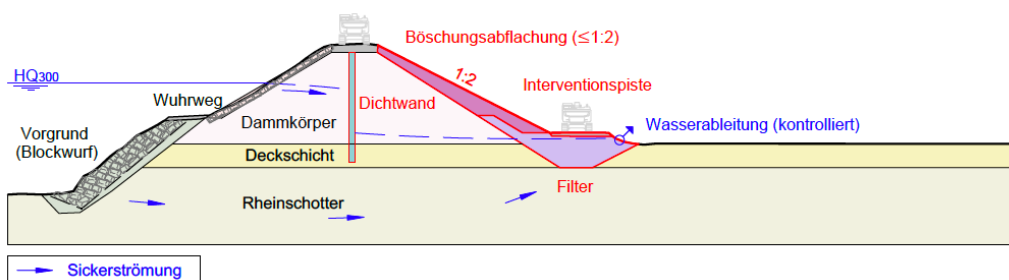 Böschungsabflachung (≤1:2)
HQ300
1:2
Interventionspiste
Wuhrweg
Dichtwand
Vorgrund
(Blockwurf)
Dammkörper
Wasserableitung (kontrolliert)
Deckschicht
Filter
Rheinschotter
Sickerströmung